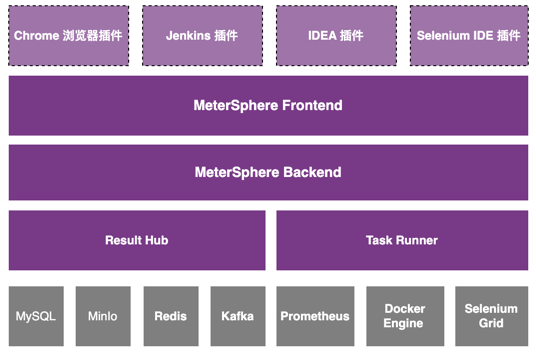 Chrome 浏览器插件
Jenkins 插件
IDEA 插件
Selenium IDE 插件
MeterSphere Frontend
MeterSphere Backend
Result Hub
Task Runner
MySQL
MinIo
Redis
Kafka
Prometheus
Docker
Engine
Selenium
Grid